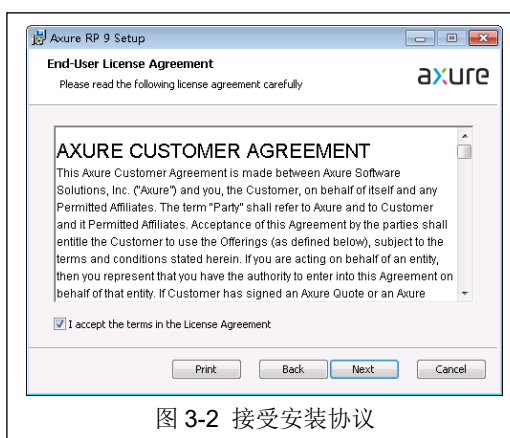 Axure RP 9 Setup
End-User License Agreement
Please read the following license agreement carefully
axure
AXURE CUSTOMER AGREEMENT
This Axure Customer Agreement is made between Axure Software
Solutions, Inc. ("Axure") and you, the Customer, on behalf of itself and any
Permitted Affiliates. The term "Party" shall refer to Axure and to Customer
and it Permitted Affiliates. Acceptance of this Agreement by the parties shall
entitle the Customer to use the Offerings (as defined below), subject to the
terms and conditions stated herein. If you are acting on behalf of an entity,
then you represent that you have the authority to enter into this Agreement on
behalf of that entity. If Customer has signed an Axure Quote or an Axure
I accept the terms in the License Agreement
Print Back Next Cancel
图 3-2 接受安装协议